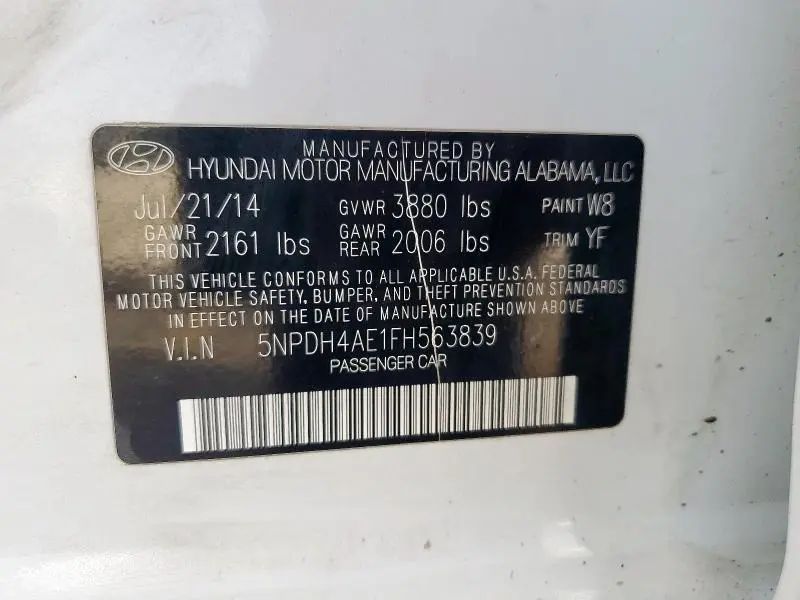 MANUFACTURED BY
HYUNDAI MOTOR MANUFACTURING ALABAMA, LLC
Jul/21/14 GVWR 3880 lbs PAINT W8
GAWR FRONT 2161 lbs GAWR REAR 2006 lbs TRIM YF
THIS VEHICLE CONFORMS TO ALL APPLICABLE U.S.A. FEDERAL
MOTOR VEHICLE SAFETY, BUMPER, AND THEFT PREVENTION STANDARDS
IN EFFECT ON THE DATE OF MANUFACTURE SHOWN ABOVE
V.I.N 5NPDH4AE1FH563839
PASSENGER CAR